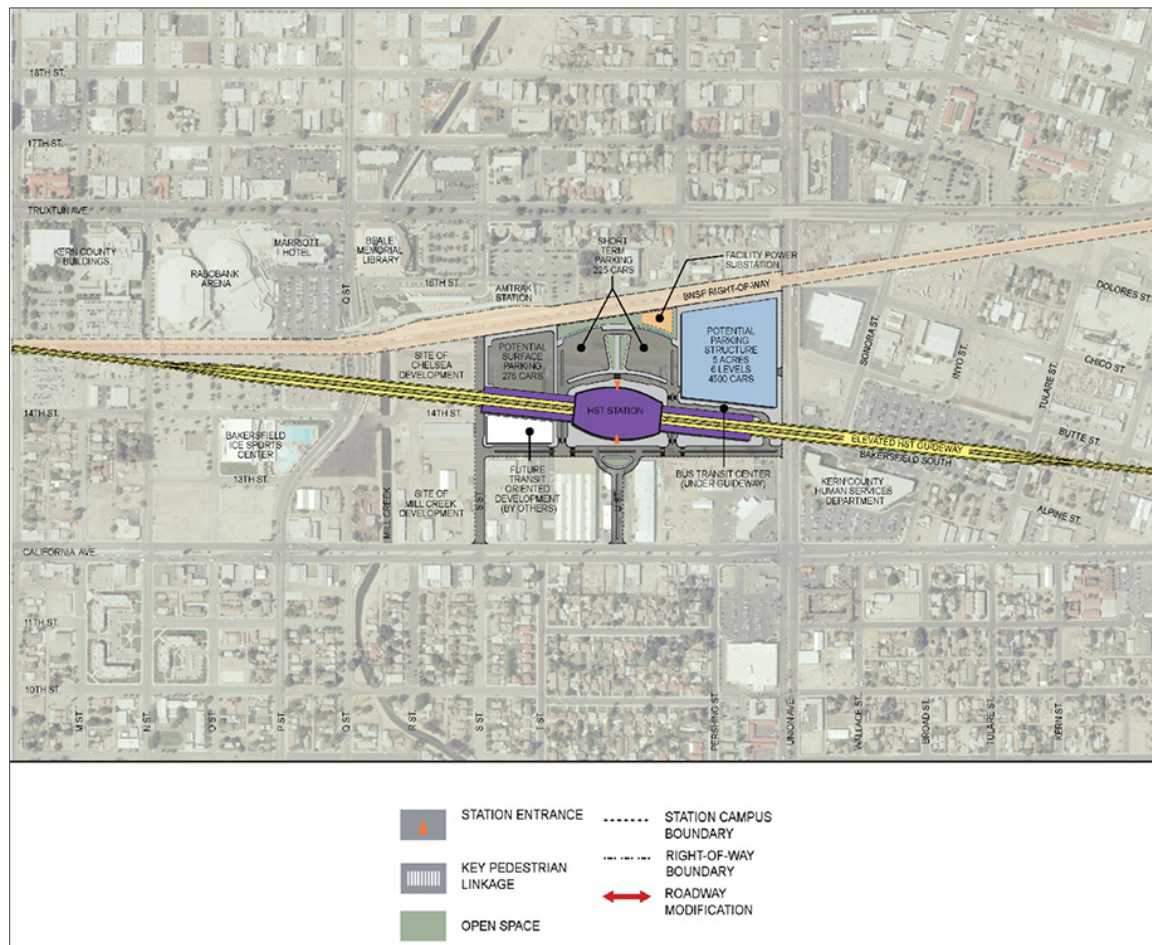 18TH ST.
17TH ST.
TRUXTUN AVE.
KERN COUNTY
BUILDINGS
RABOBANK
ARENA
MARRIOTT
HOTEL
Q ST
BEALE
MEMORIAL
LIBRARY
16TH ST.
AMTRAK
STATION
SHORT
TERM
PARKING
225 CARS
FACILITY POWER
SUBSTATION
BNSF RIGHT-OF-WAY
DOLORES ST.
CHICO ST.
SONORA ST.
INYO ST.
TULARE ST.
BUTTE ST.
SITE OF
CHELSEA
DEVELOPMENT
POTENTIAL
SURFACE
PARKING
275 CARS
POTENTIAL
PARKING
STRUCTURE
5 ACRES
6 LEVELS
4500 CARS
14TH ST.
14TH ST.
HST STATION
ELEVATED HST GUIDEWAY
BAKERSFIELD SOUTH
BAKERSFIELD
ICE SPORTS
CENTER
13TH ST.
MILL CREEK
SITE OF
MILL CREEK
DEVELOPMENT
S ST
FUTURE
TRANSIT
ORIENTED
DEVELOPMENT
(BY OTHERS)
U ST.
BUS TRANSIT CENTER
(UNDER GUIDEWAY)
KERN COUNTY
HUMAN SERVICES
DEPARTMENT
ALPINE ST.
CALIFORNIA AVE.
11TH ST.
10TH ST.
M ST
N ST
O ST
P ST
Q ST
R ST
S ST
T ST
PERSHING ST
UNION AVE.
WALLACE ST.
BROAD ST.
TULARE ST.
KERN ST.
STATION ENTRANCE
KEY PEDESTRIAN
LINKAGE
OPEN SPACE
STATION CAMPUS
BOUNDARY
RIGHT-OF-WAY
BOUNDARY
ROADWAY
MODIFICATION